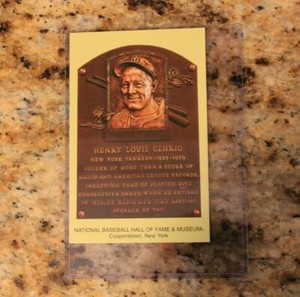 HENRY LOUIS GEHRIG
NEW YORK YANKEES-1923-1939
HOLDER OF MORE THAN A SCORE OF
MAJOR AND AMERICAN LEAGUE RECORDS,
INCLUDING THAT OF PLAYING 2130
CONSECUTIVE GAMES. WHEN HE RETIRED
IN 1939, HE HAD A LIFE TIME BATTING
AVERAGE OF .340.
NATIONAL BASEBALL HALL OF FAME & MUSEUM
Cooperstown, New York